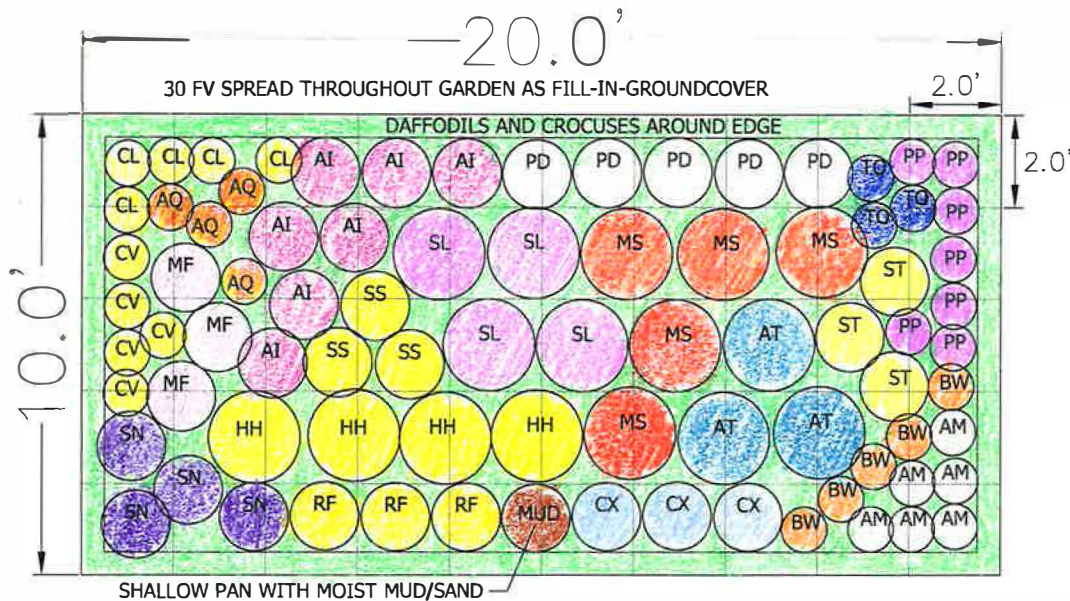 20.0'
30 FV SPREAD THROUGHOUT GARDEN AS FILL-IN-GROUNDCOVER
2.0'
DAFFODILS AND CROCUSES AROUND EDGE
2.0'
10.0'
CL CL CL CL AI AI AI PD PD PD PD PD TO PP PP
CL AQ AQ AQ TO TO PP
CV MF AQ AI AI SL SL MS MS MS ST PP
CV CV MF AI SS SL SL MS AT ST PP PP
CV AI SS SS PP
CV MF ST BW
SN HH HH HH HH MS AT AT BW AM
SN BW AM AM
SN SN RF RF RF MUD CX CX CX BW BW AM AM AM
SHALLOW PAN WITH MOIST MUD/SAND